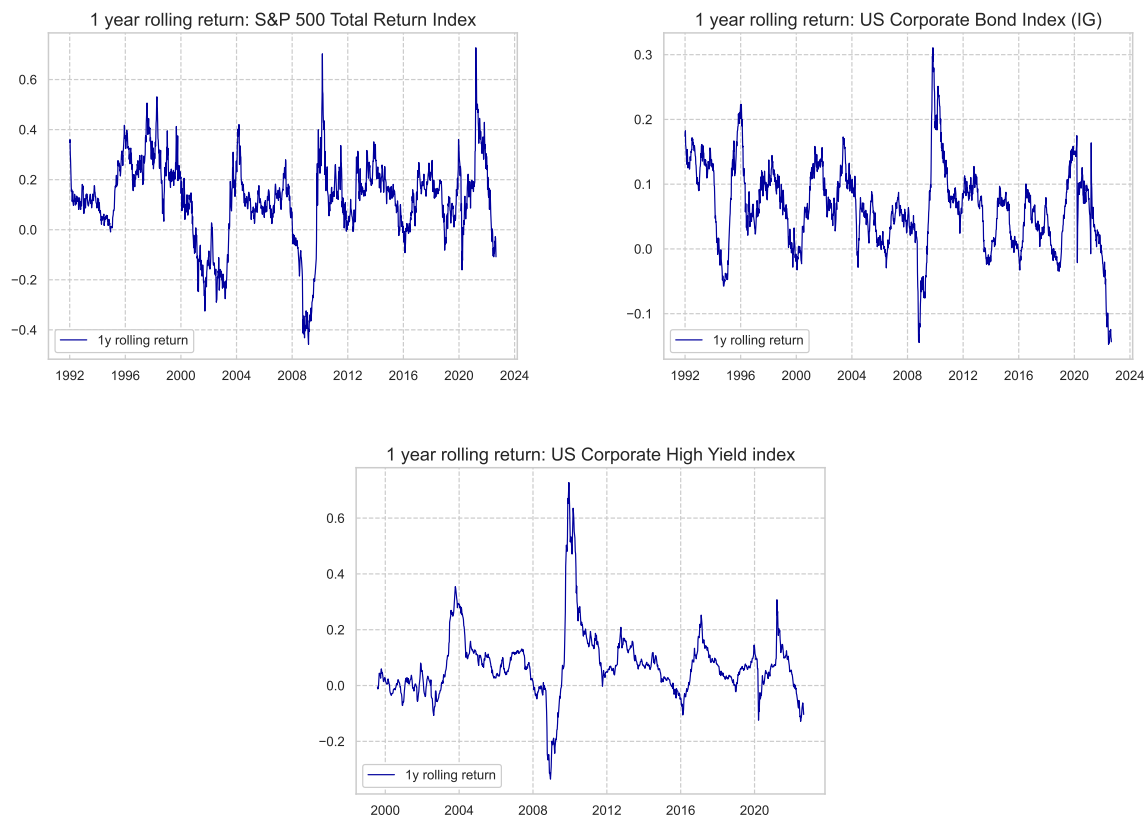 1 year rolling return: S&P 500 Total Return Index
0.6
0.4
0.2
0.0
−0.2
−0.4
1y rolling return
1992 1996 2000 2004 2008 2012 2016 2020 2024
1 year rolling return: US Corporate Bond Index (IG)
0.3
0.2
0.1
0.0
−0.1
1y rolling return
1992 1996 2000 2004 2008 2012 2016 2020 2024
1 year rolling return: US Corporate High Yield index
0.6
0.4
0.2
0.0
−0.2
1y rolling return
2000 2004 2008 2012 2016 2020